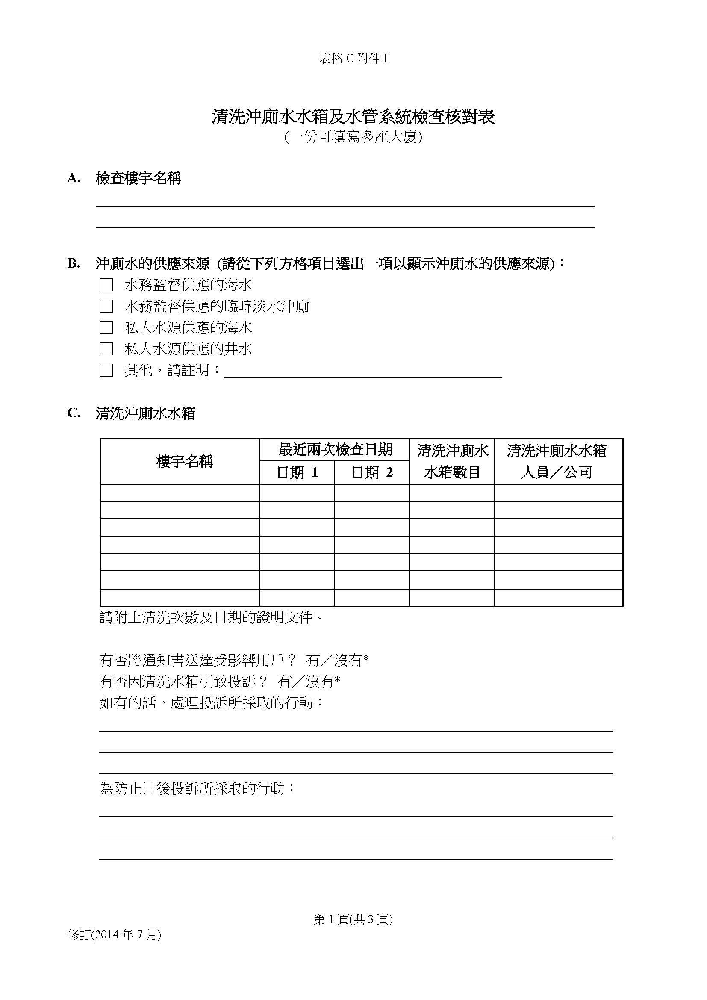 表格 C 附件 I
清洗沖廁水水箱及水管系統檢查核對表
(一份可填寫多座大廈)
A. 檢查樓宇名稱
B. 沖廁水的供應來源 (請從下列方格項目選出一項以顯示沖廁水的供應來源)：
□ 水務監督供應的海水
□ 水務監督供應的臨時淡水沖廁
□ 私人水源供應的海水
□ 私人水源供應的井水
□ 其他，請註明：
C. 清洗沖廁水水箱
樓宇名稱
最近兩次檢查日期
日期 1
日期 2
清洗沖廁水
水箱數目
清洗沖廁水水箱
人員／公司
請附上清洗次數及日期的證明文件。
有否將通知書送達受影響用戶？ 有／沒有*
有否因清洗水箱引致投訴？ 有／沒有*
如有的話，處理投訴所採取的行動：
為防止日後投訴所採取的行動：
第 1 頁(共 3 頁)
修訂(2014 年 7 月)